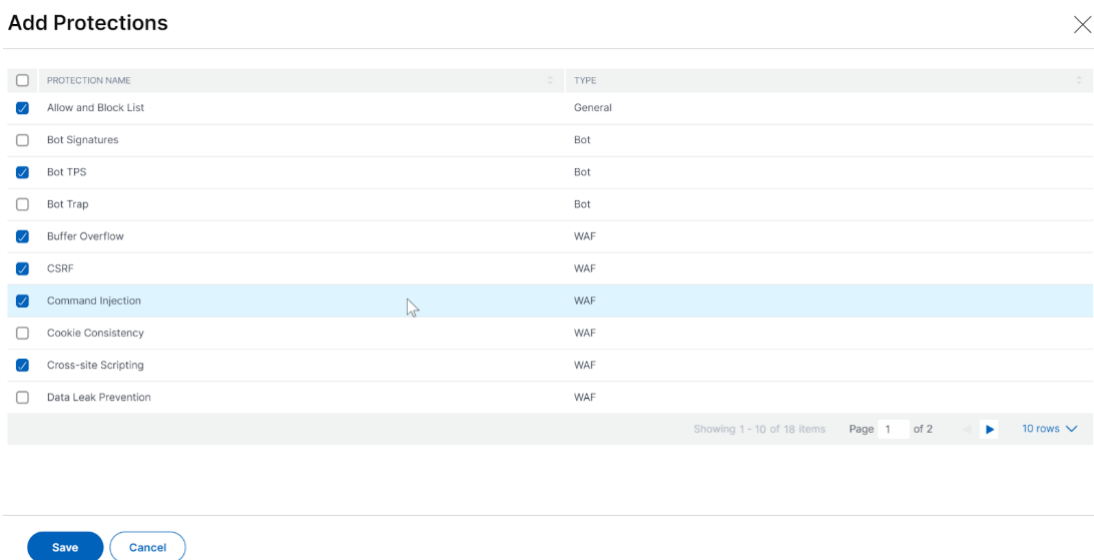 Add Protections
PROTECTION NAME TYPE
Allow and Block List General
Bot Signatures Bot
Bot TPS Bot
Bot Trap Bot
Buffer Overflow WAF
CSRF WAF
Command Injection WAF
Cookie Consistency WAF
Cross-site Scripting WAF
Data Leak Prevention WAF
Showing 1 - 10 of 18 items Page 1 of 2 10 rows
Save Cancel